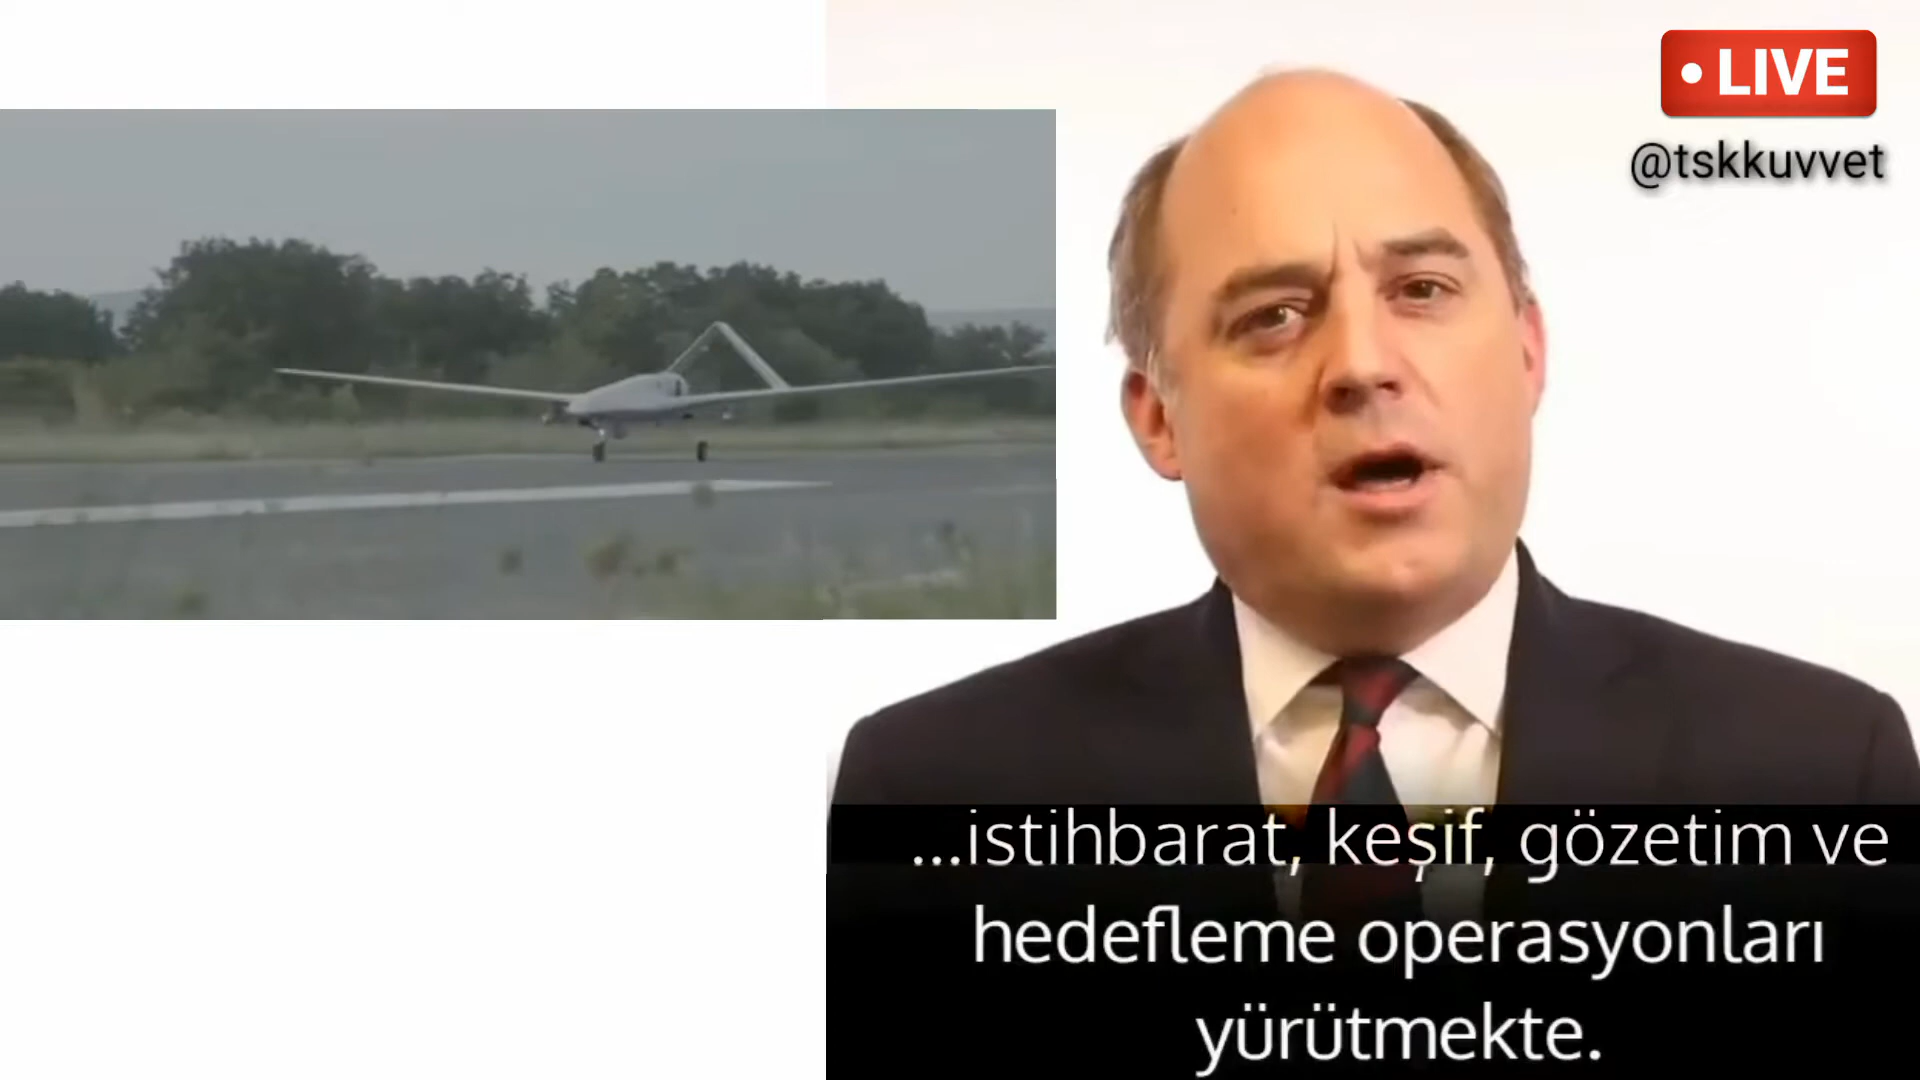 • LIVE
@tskkuvvet
...istihbarat, keşif, gözetim ve
hedefleme operasyonları
yürütmekte.